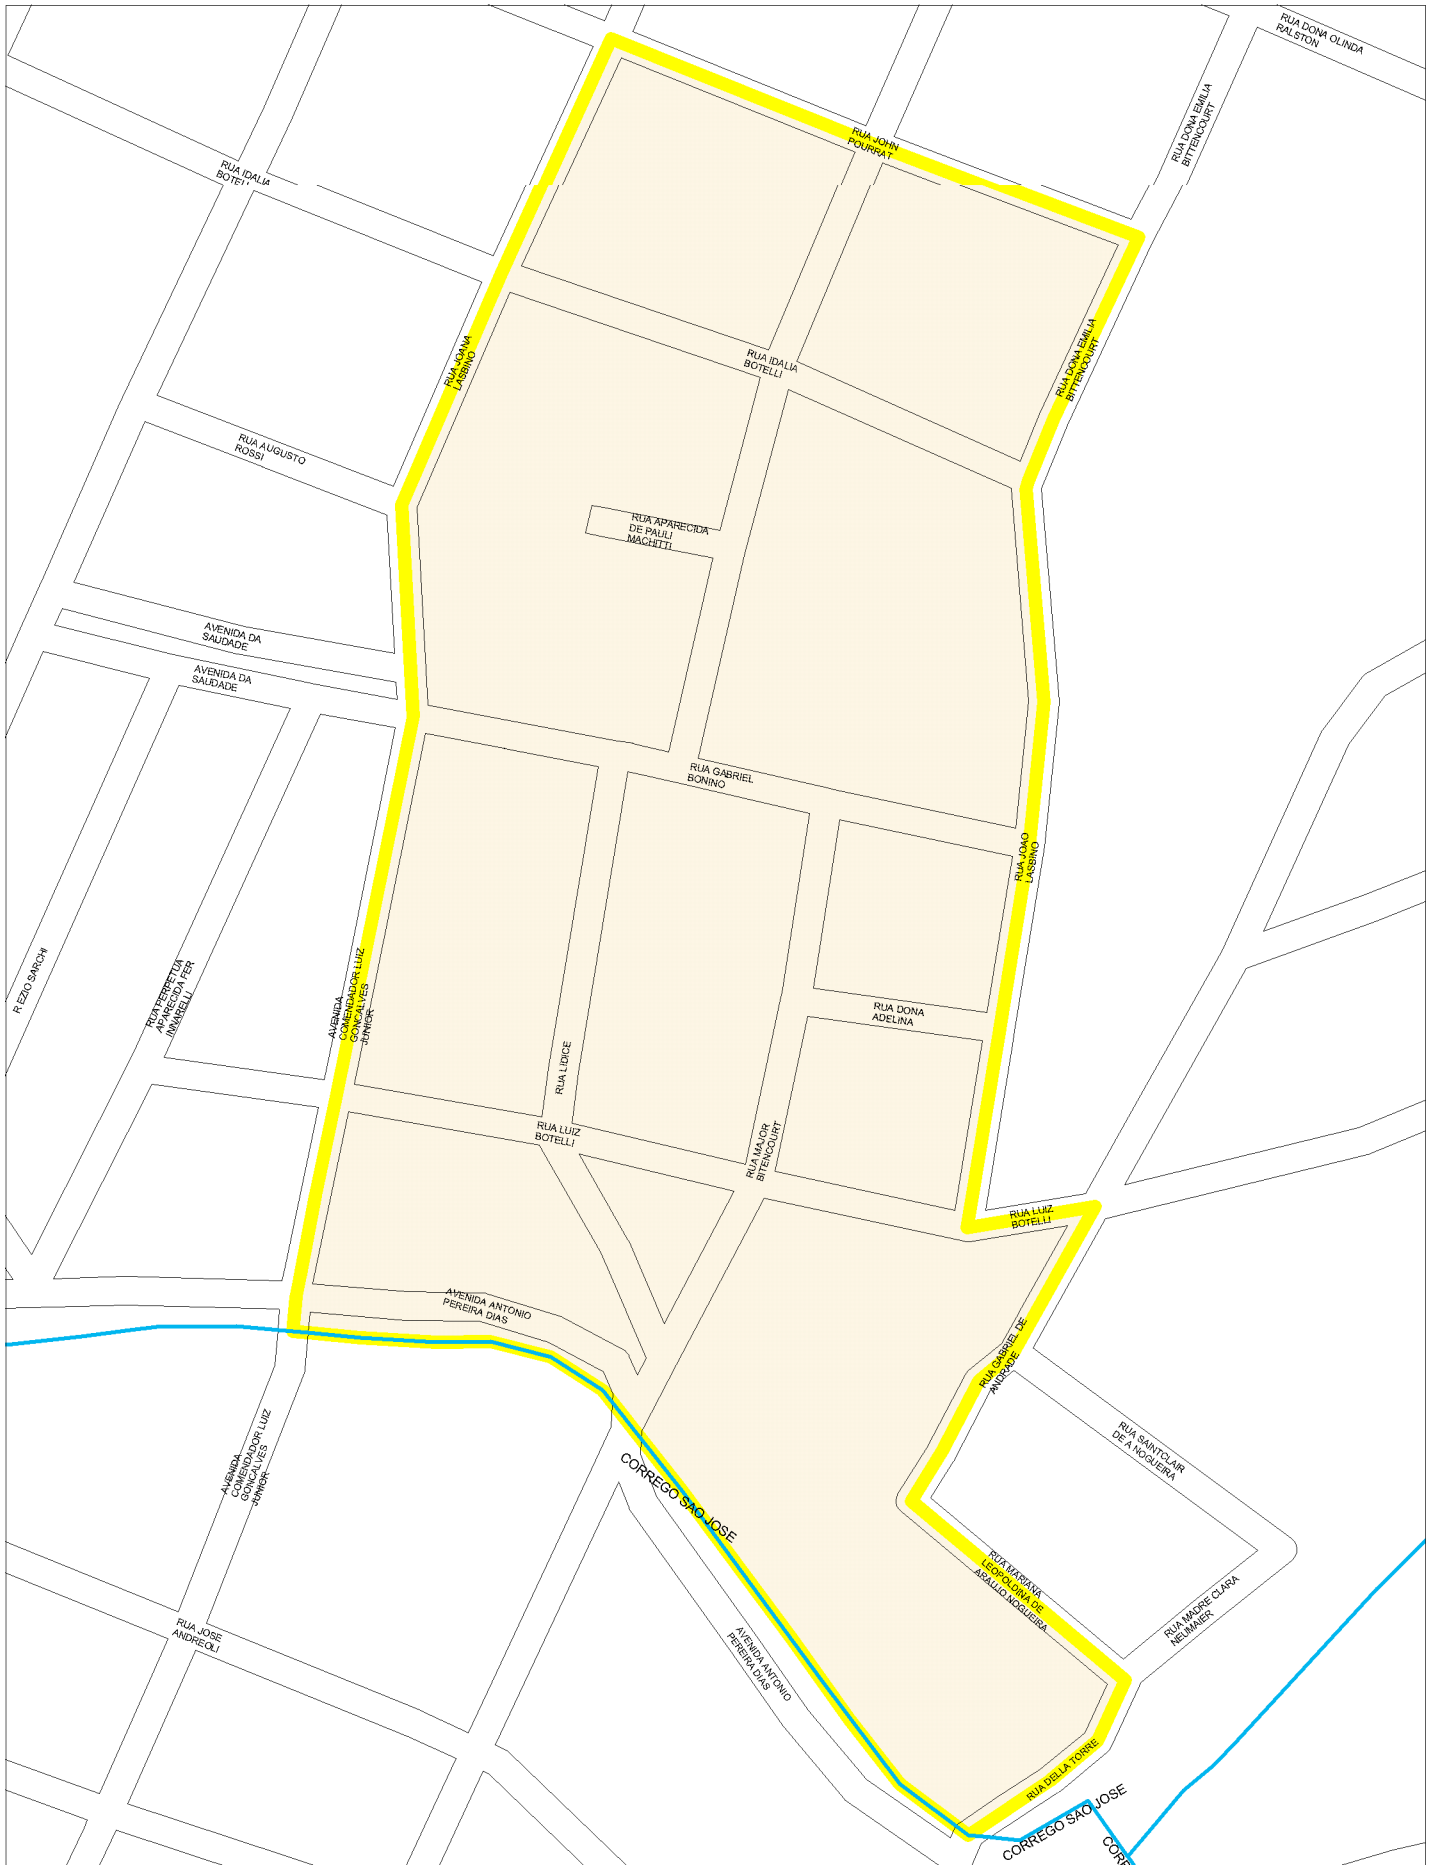 RUA DONA OLINDA
RALSTON
RUA DONA EMILIA
BITTENCOURT
RUA JOHN
POURRAT
RUA IDALIA
RUA JOANA
LASBINO
RUA IDALIA
BOTELLI
RUA DONA EMILIA
BITTENCOURT
RUA AUGUSTO
ROSSI
RUA APARECIDA
DE PAULI
MACHITTI
AVENIDA DA
SAUDADE
AVENIDA DA
SAUDADE
RUA GABRIEL
BONINO
RUA JOAO
LASBINO
R EZIO SARCHI
RUA PERPETUA
APARECIDA FER
INNARELLI
AVENIDA
COMENDADOR LUIZ
GONCALVES
JUNIOR
RUA DONA
ADELINA
RUA LIDICE
RUA LUIZ
BOTELLI
RUA MAJOR
BITENCOURT
RUA LUIZ
BOTELLI
AVENIDA ANTONIO
PEREIRA DIAS
RUA GABRIEL DE
ANDRADE
RUA SAINTCLAIR
DE A NOGUEIRA
AVENIDA
COMENDADOR LUIZ
GONCALVES
JUNIOR
CORREGO SAO JOSE
RUA MARIANA
LEOPOLDINA DE
ARAUJO NOGUEIRA
RUA MADRE CLARA
NEUMAIER
RUA JOSE
ANDREOLI
AVENIDA ANTONIO
PEREIRA DIAS
RUA DELLA TORRE
CORREGO SAO JOSE